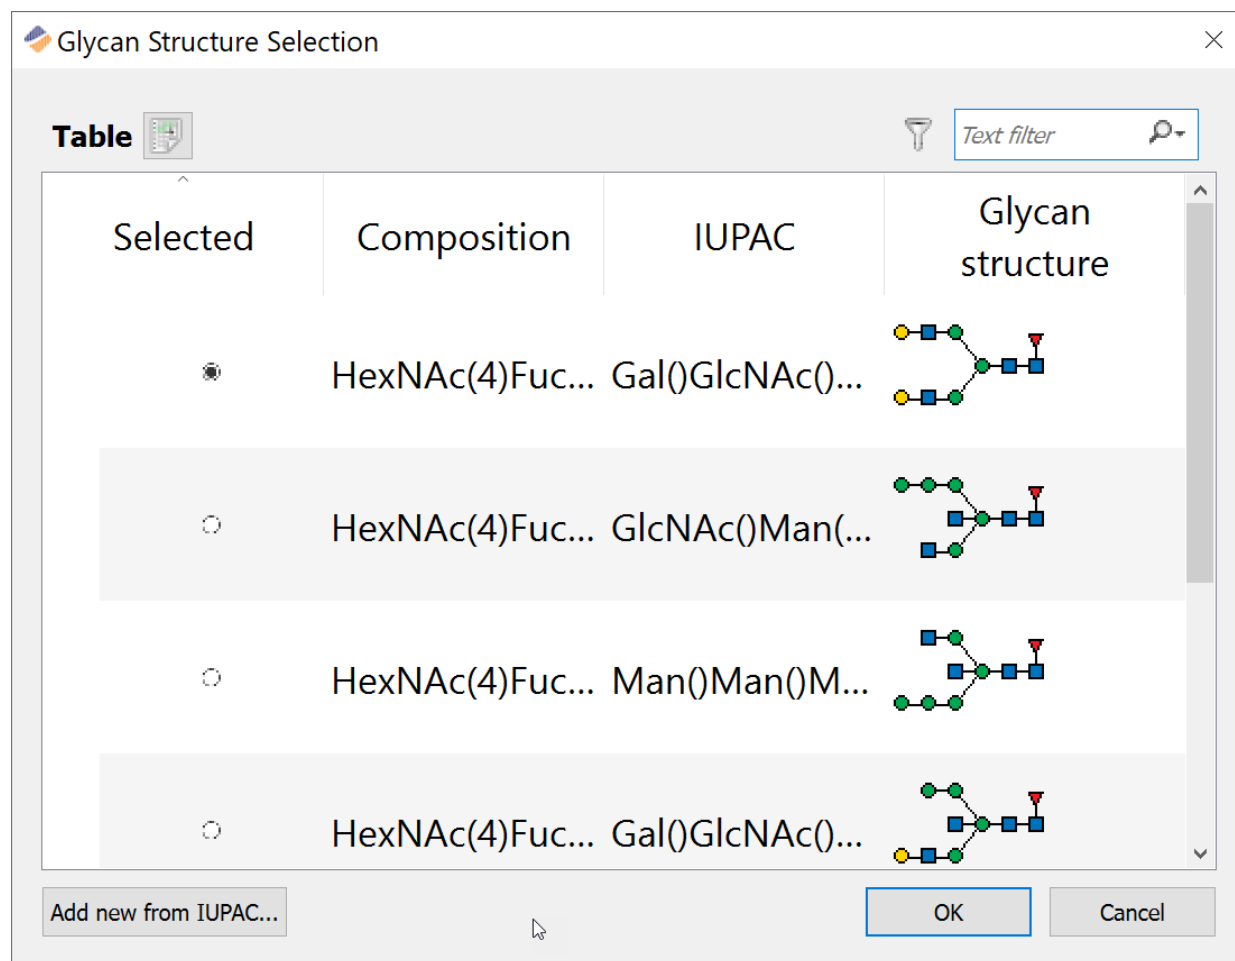 Glycan Structure Selection
Table
Text filter
Selected
Composition
IUPAC
Glycan
structure
HexNAc(4)Fuc... Gal()GlcNAc()...
HexNAc(4)Fuc... GlcNAc()Man(...
HexNAc(4)Fuc... Man()Man()M...
HexNAc(4)Fuc... Gal()GlcNAc()...
Add new from IUPAC...
OK
Cancel